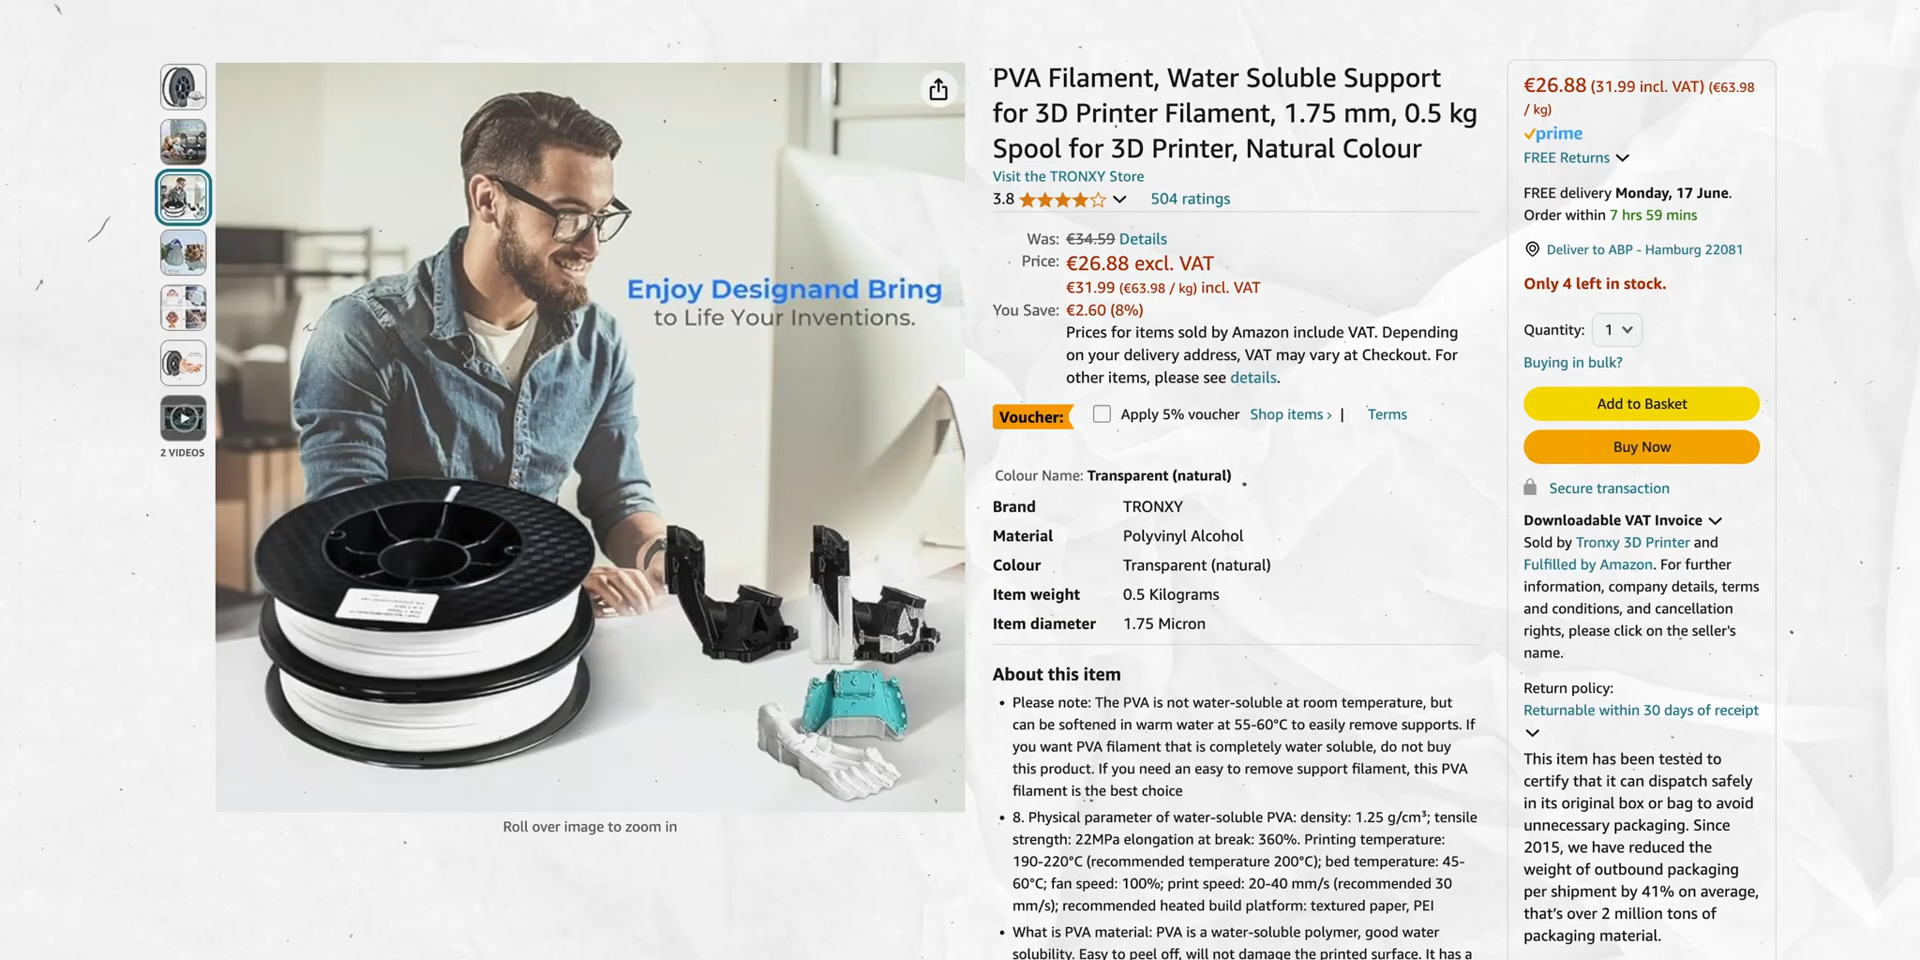 2 VIDEOS
Enjoy Designand Bring
to Life Your Inventions.
Roll over image to zoom in
PVA Filament, Water Soluble Support
for 3D Printer Filament, 1.75 mm, 0.5 kg
Spool for 3D Printer, Natural Colour
Visit the TRONXY Store
3.8 504 ratings
Was: €34.59 Details
Price: €26.88 excl. VAT
€31.99 (€63.98 / kg) incl. VAT
You Save: €2.60 (8%)
Prices for items sold by Amazon include VAT. Depending
on your delivery address, VAT may vary at Checkout. For
other items, please see details.
Voucher: Apply 5% voucher Shop items › | Terms
Colour Name: Transparent (natural)
Brand TRONXY
Material Polyvinyl Alcohol
Colour Transparent (natural)
Item weight 0.5 Kilograms
Item diameter 1.75 Micron
About this item
• Please note: The PVA is not water-soluble at room temperature, but
can be softened in warm water at 55-60°C to easily remove supports. If
you want PVA filament that is completely water soluble, do not buy
this product. If you need an easy to remove support filament, this PVA
filament is the best choice
• 8. Physical parameter of water-soluble PVA: density: 1.25 g/cm³; tensile
strength: 22MPa elongation at break: 360%. Printing temperature:
190-220°C (recommended temperature 200°C); bed temperature: 45-
60°C; fan speed: 100%; print speed: 20-40 mm/s (recommended 30
mm/s); recommended heated build platform: textured paper, PEI
• What is PVA material: PVA is a water-soluble polymer, good water
solubility. Easy to peel off, will not damage the printed surface. It has a
€26.88 (31.99 incl. VAT) (€63.98
/ kg)
prime
FREE Returns
FREE delivery Monday, 17 June.
Order within 7 hrs 59 mins
Deliver to ABP - Hamburg 22081
Only 4 left in stock.
Quantity: 1
Buying in bulk?
Add to Basket
Buy Now
Secure transaction
Downloadable VAT Invoice
Sold by Tronxy 3D Printer and
Fulfilled by Amazon. For further
information, company details, terms
and conditions, and cancellation
rights, please click on the seller's
name.
Return policy:
Returnable within 30 days of receipt
This item has been tested to
certify that it can dispatch safely
in its original box or bag to avoid
unnecessary packaging. Since
2015, we have reduced the
weight of outbound packaging
per shipment by 41% on average,
that's over 2 million tons of
packaging material.